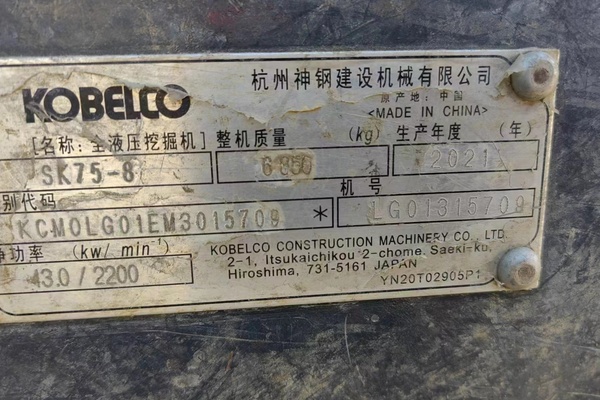 杭州神钢建设机械有限公司
KOBELCO
原产地：中国
<MADE IN CHINA>
[名称：全液压挖掘机] 整机质量 (kg) 生产年度 (年)
SK75-8 6850 2021
别代码 机号
KCM0LG01EM3015709 * LG01315709
净功率 (kw/ min⁻¹)
43.0 / 2200
KOBELCO CONSTRUCTION MACHINERY CO., LTD.
2-1, Itsukaichikou 2-chome, Saeki-ku,
Hiroshima, 731-5161 JAPAN
YN20T02905P1